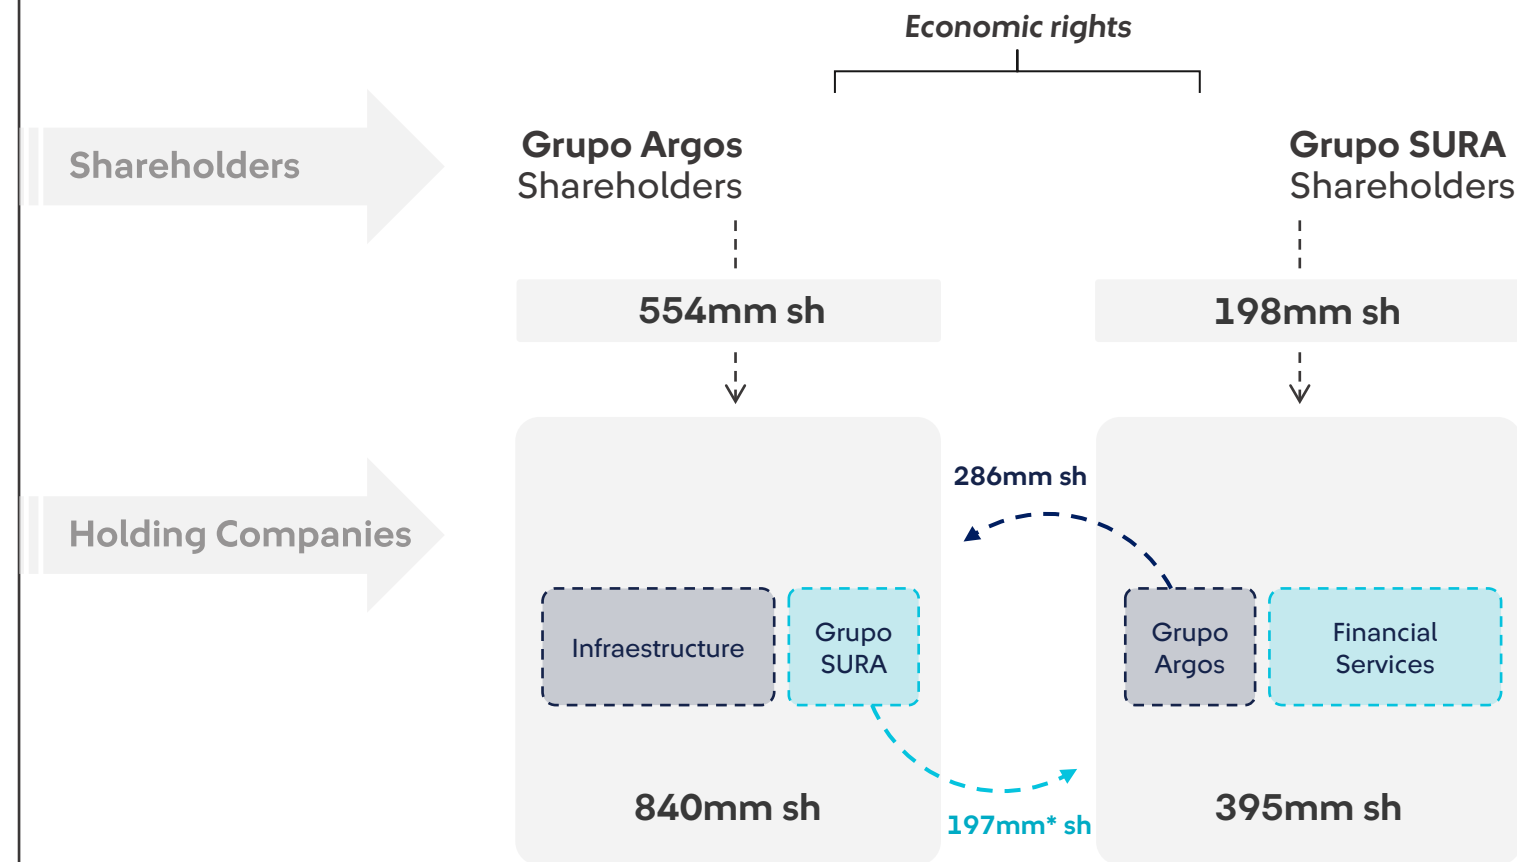 Economic rights
Shareholders
Grupo Argos
Shareholders
Grupo SURA
Shareholders
554mm sh
198mm sh
Holding Companies
286mm sh
Infraestructure
Grupo
SURA
Grupo
Argos
Financial
Services
840mm sh
197mm* sh
395mm sh